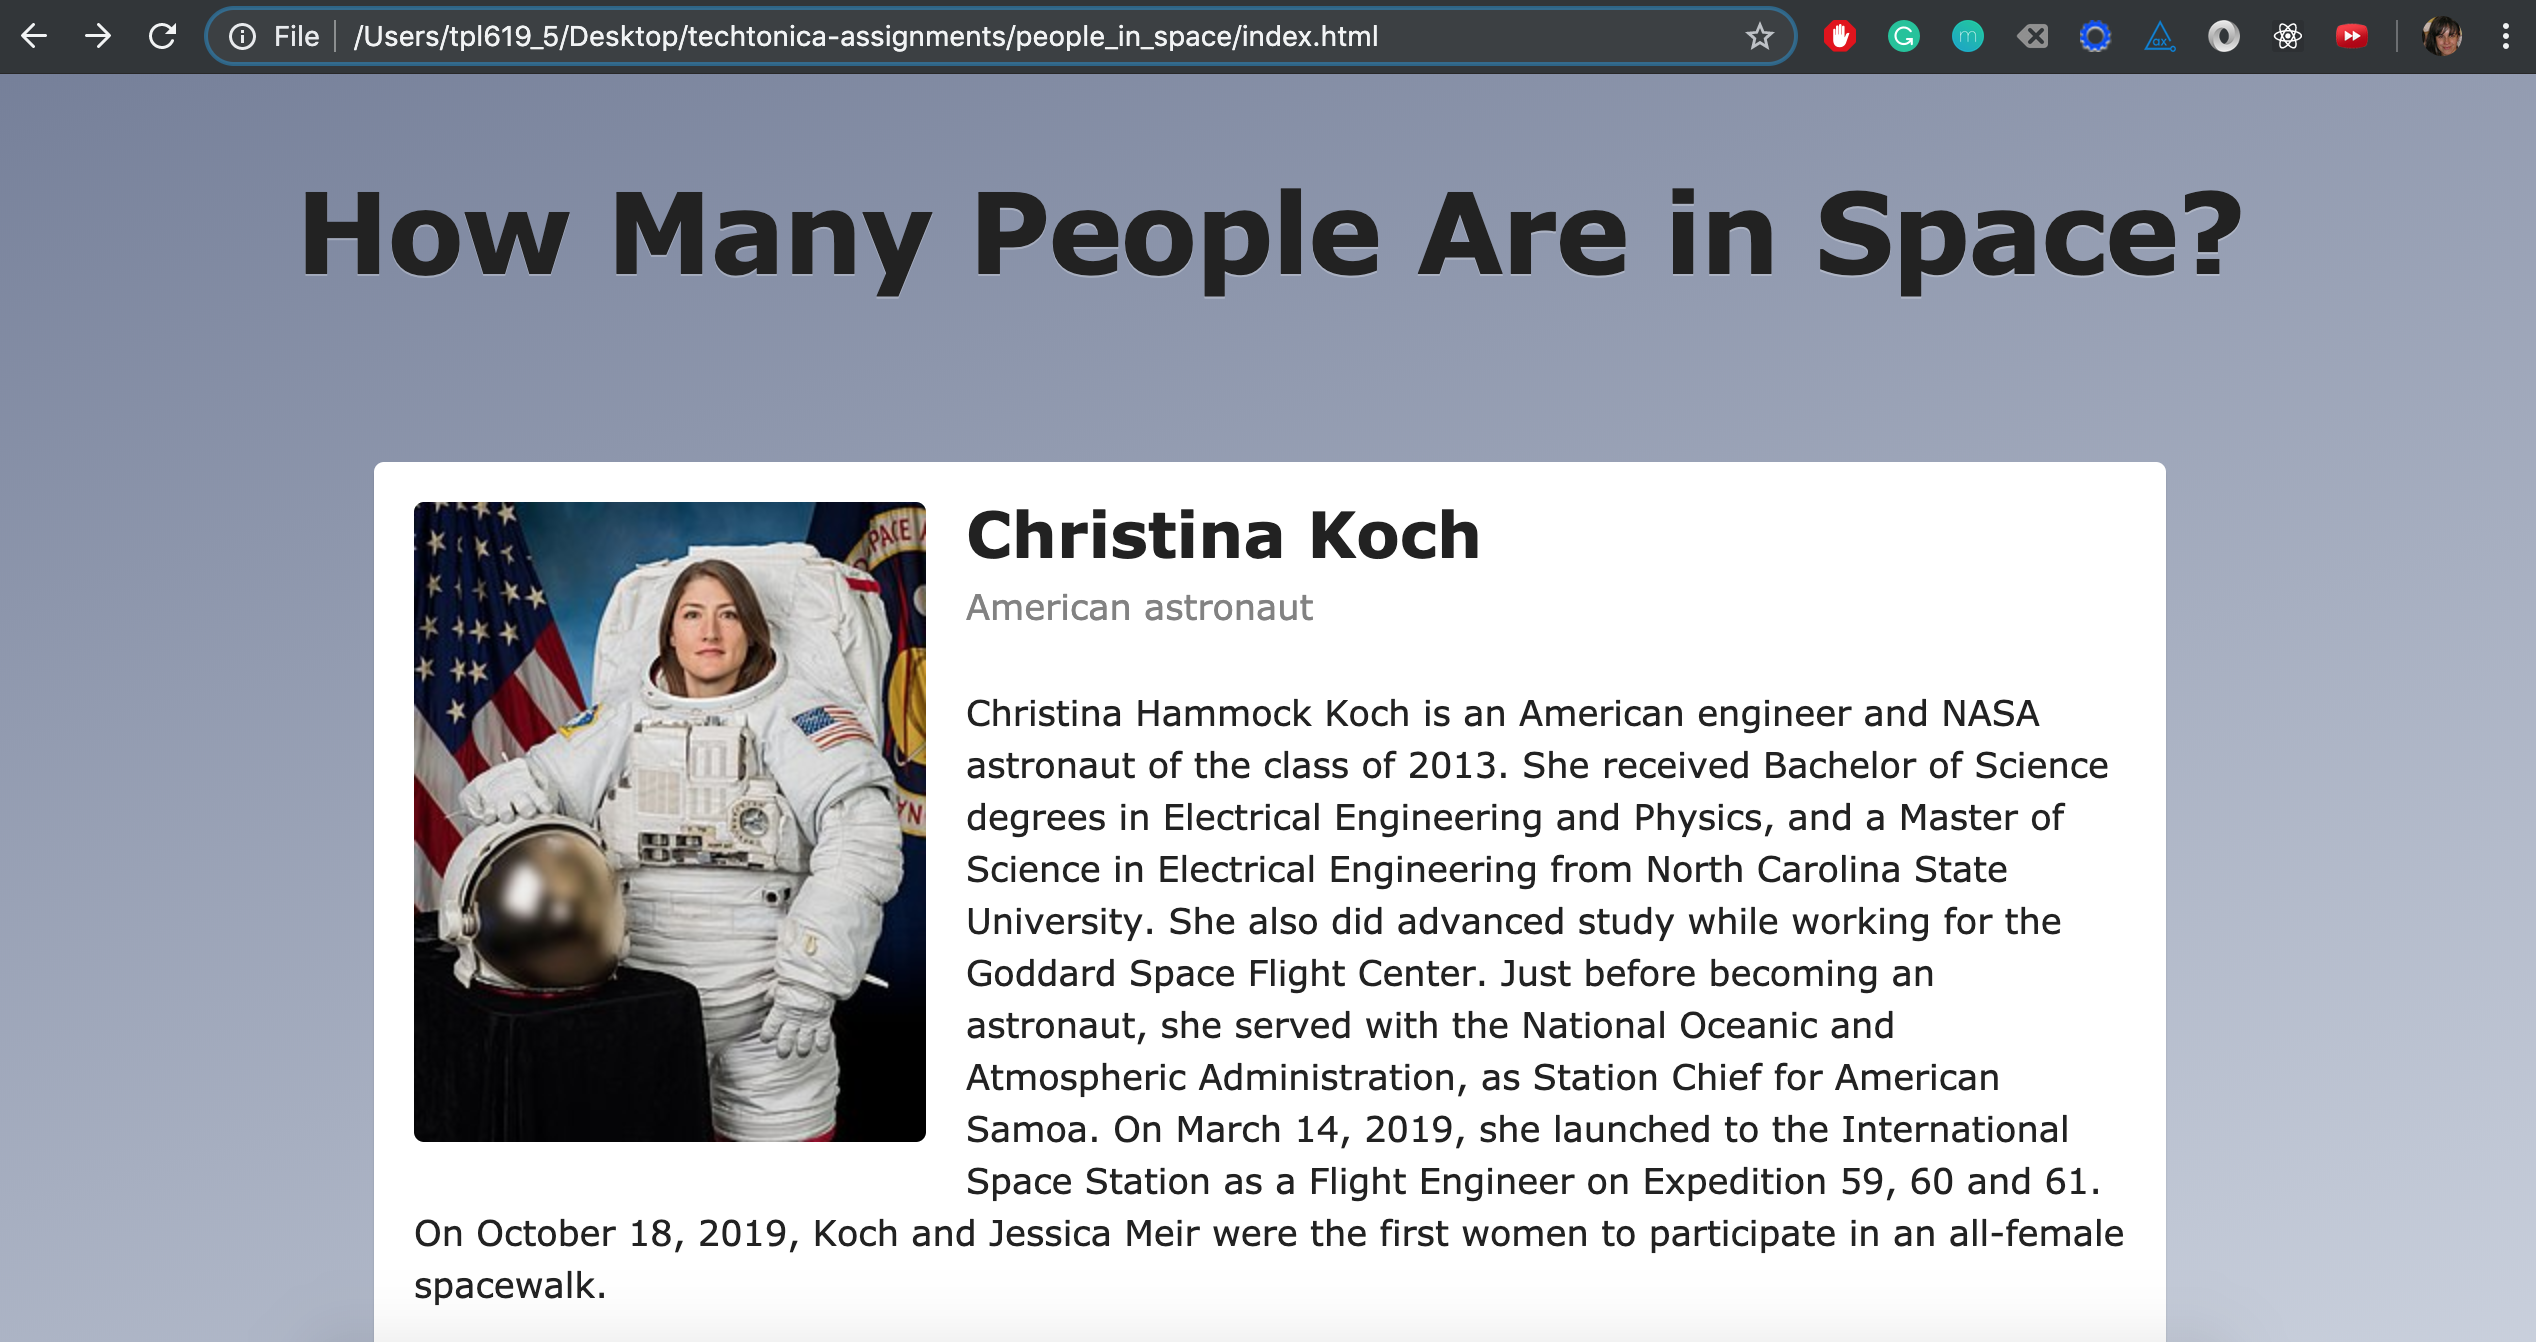 File /Users/tpl619_5/Desktop/techtonica-assignments/people_in_space/index.html
How Many People Are in Space?
Christina Koch
American astronaut
Christina Hammock Koch is an American engineer and NASA
astronaut of the class of 2013. She received Bachelor of Science
degrees in Electrical Engineering and Physics, and a Master of
Science in Electrical Engineering from North Carolina State
University. She also did advanced study while working for the
Goddard Space Flight Center. Just before becoming an
astronaut, she served with the National Oceanic and
Atmospheric Administration, as Station Chief for American
Samoa. On March 14, 2019, she launched to the International
Space Station as a Flight Engineer on Expedition 59, 60 and 61.
On October 18, 2019, Koch and Jessica Meir were the first women to participate in an all-female
spacewalk.
SPACE